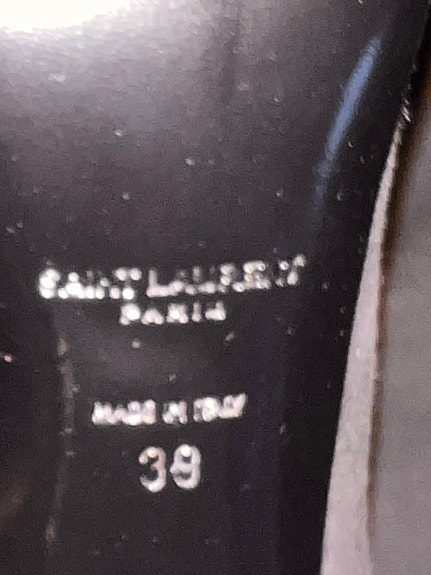 SAINT LAURENT
PARIS
MADE IN ITALY
39